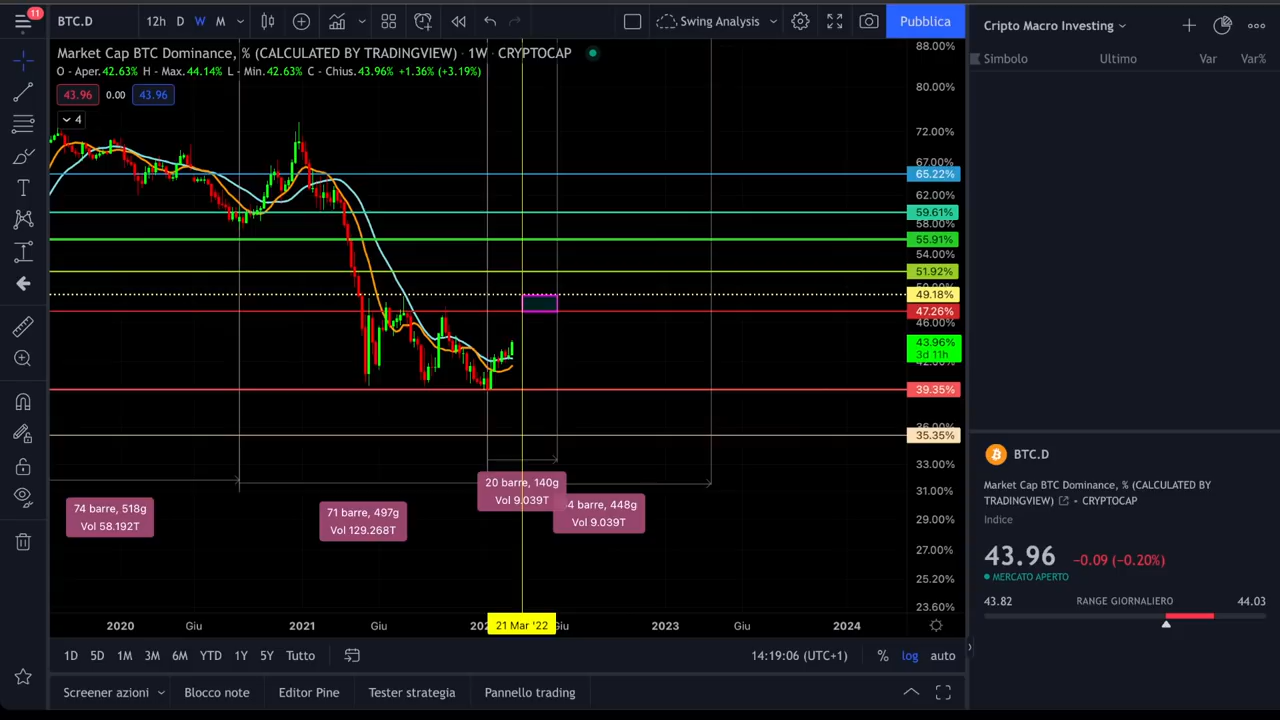 11
BTC.D
12h D W M
Swing Analysis
Pubblica
Market Cap BTC Dominance, % (CALCULATED BY TRADINGVIEW) · 1W · CRYPTOCAP
O - Aper.42.63% H - Max.44.14% L - Min.42.63% C - Chius.43.96% +1.36% (+3.19%)
43.96 0.00 43.96
4
88.00%
80.00%
72.00%
67.00%
65.22%
62.00%
59.61%
58.00%
55.91%
54.00%
51.92%
49.18%
47.26%
46.00%
43.96%
3d 11h
39.35%
36.00%
35.35%
33.00%
31.00%
29.00%
27.00%
25.20%
23.60%
74 barre, 518g
Vol 58.192T
71 barre, 497g
Vol 129.268T
20 barre, 140g
Vol 9.039T
4 barre, 448g
Vol 9.039T
2020 Giu 2021 Giu 21 Mar '22 Giu 2023 Giu 2024
1D 5D 1M 3M 6M YTD 1Y 5Y Tutto
14:19:06 (UTC+1) % log auto
Screener azioni Blocco note Editor Pine Tester strategia Pannello trading
Cripto Macro Investing
Simbolo Ultimo Var Var%
BTC.D
Market Cap BTC Dominance, % (CALCULATED BY
TRADINGVIEW) • CRYPTOCAP
Indice
43.96 −0.09 (−0.20%)
MERCATO APERTO
43.82 RANGE GIORNALIERO 44.03